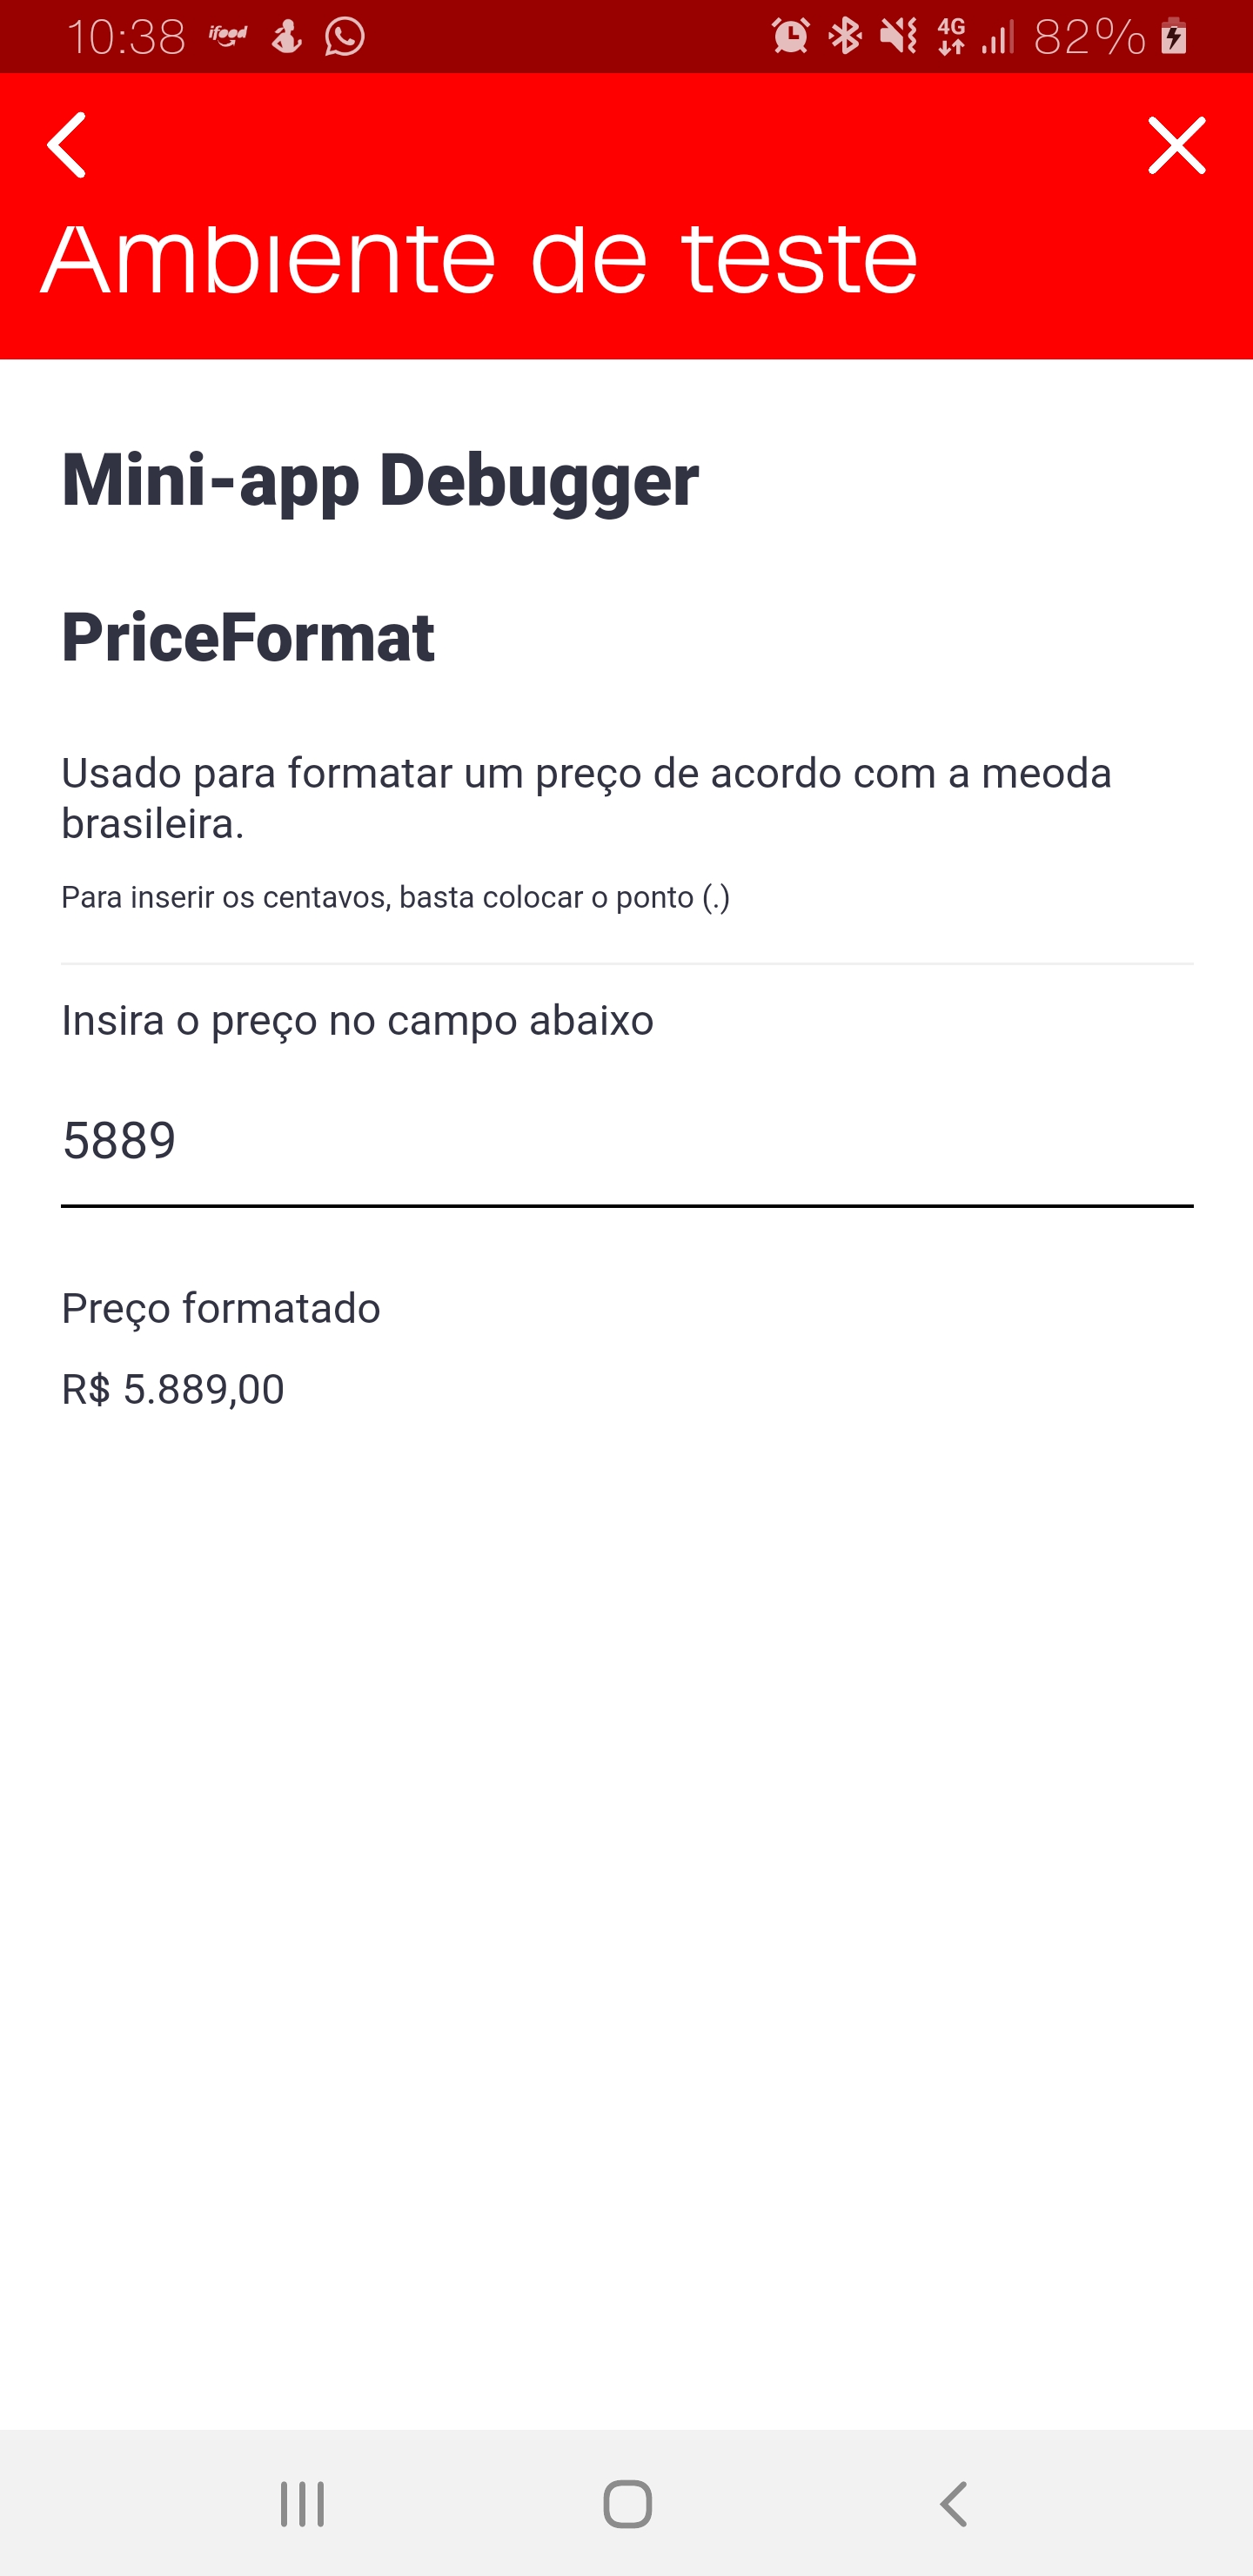 10:38 ifood 4G 82%
Ambiente de teste
Mini-app Debugger
PriceFormat
Usado para formatar um preço de acordo com a meoda
brasileira.
Para inserir os centavos, basta colocar o ponto (.)
Insira o preço no campo abaixo
5889
Preço formatado
R$ 5.889,00